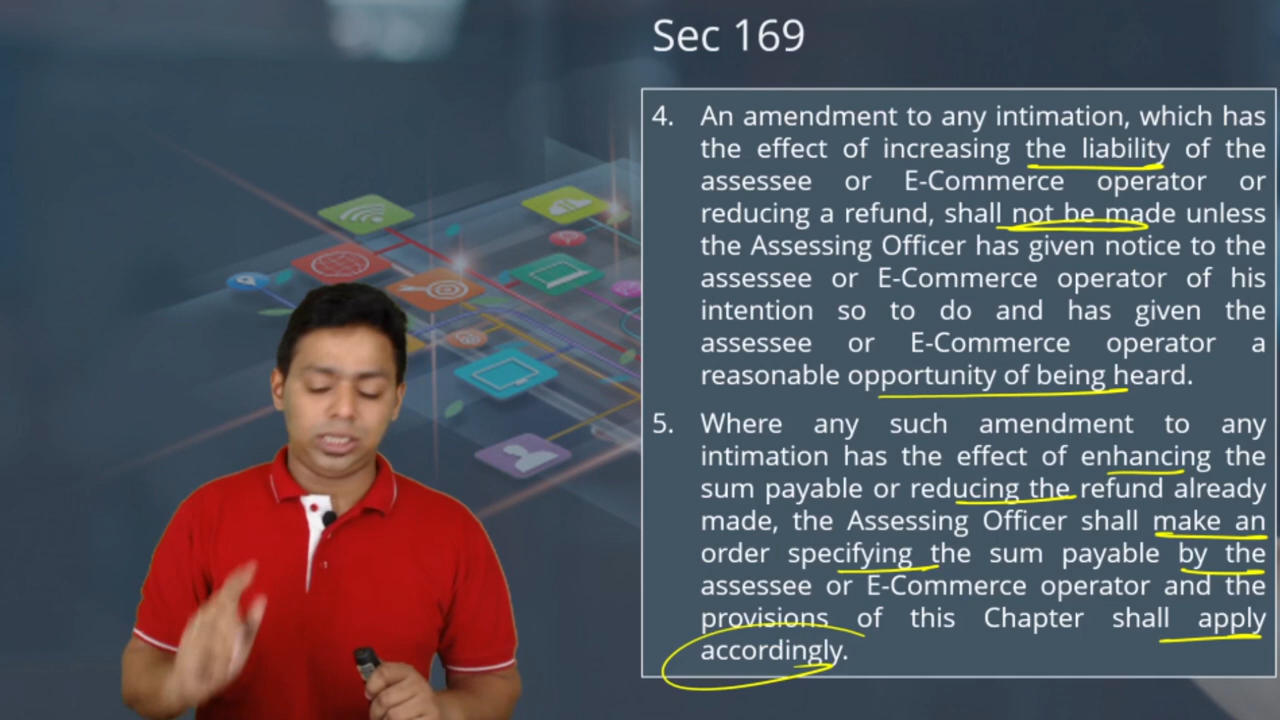 Sec 169
4. An amendment to any intimation, which has
the effect of increasing the liability of the
assessee or E-Commerce operator or
reducing a refund, shall not be made unless
the Assessing Officer has given notice to the
assessee or E-Commerce operator of his
intention so to do and has given the
assessee or E-Commerce operator a
reasonable opportunity of being heard.
5. Where any such amendment to any
intimation has the effect of enhancing the
sum payable or reducing the refund already
made, the Assessing Officer shall make an
order specifying the sum payable by the
assessee or E-Commerce operator and the
provisions of this Chapter shall apply
accordingly.